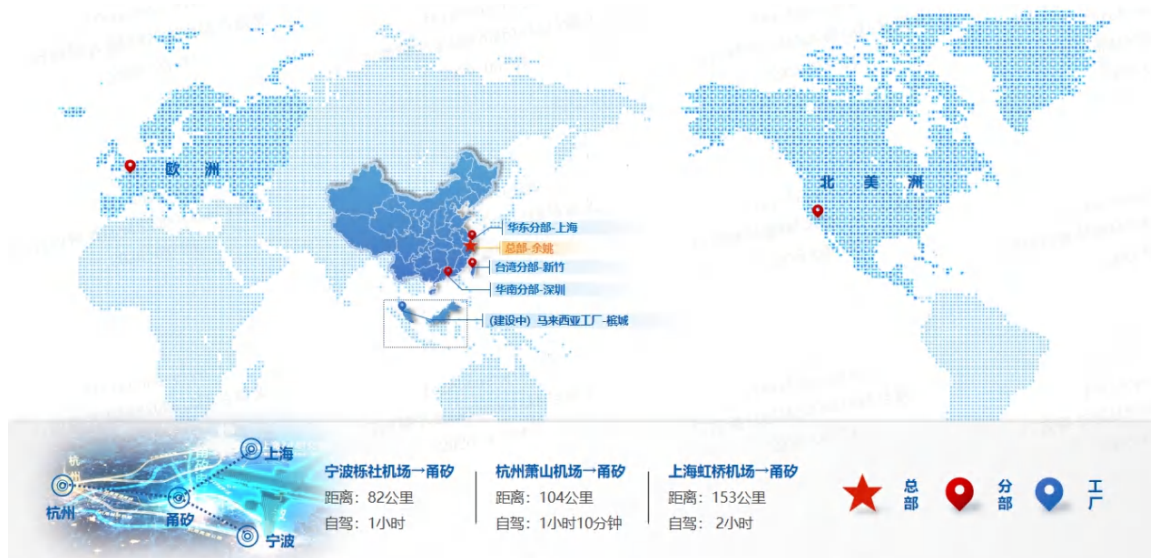 欧洲
北美洲
华东分部-上海
总部-余姚
台湾分部-新竹
华南分部-深圳
(建设中) 马来西亚工厂-槟城
上海
杭州
甬矽
宁波
杭州
宁波
宁波栎社机场→甬矽
距离：82公里
自驾：1小时
杭州萧山机场→甬矽
距离：104公里
自驾：1小时10分钟
上海虹桥机场→甬矽
距离：153公里
自驾： 2小时
总部
分部
工厂